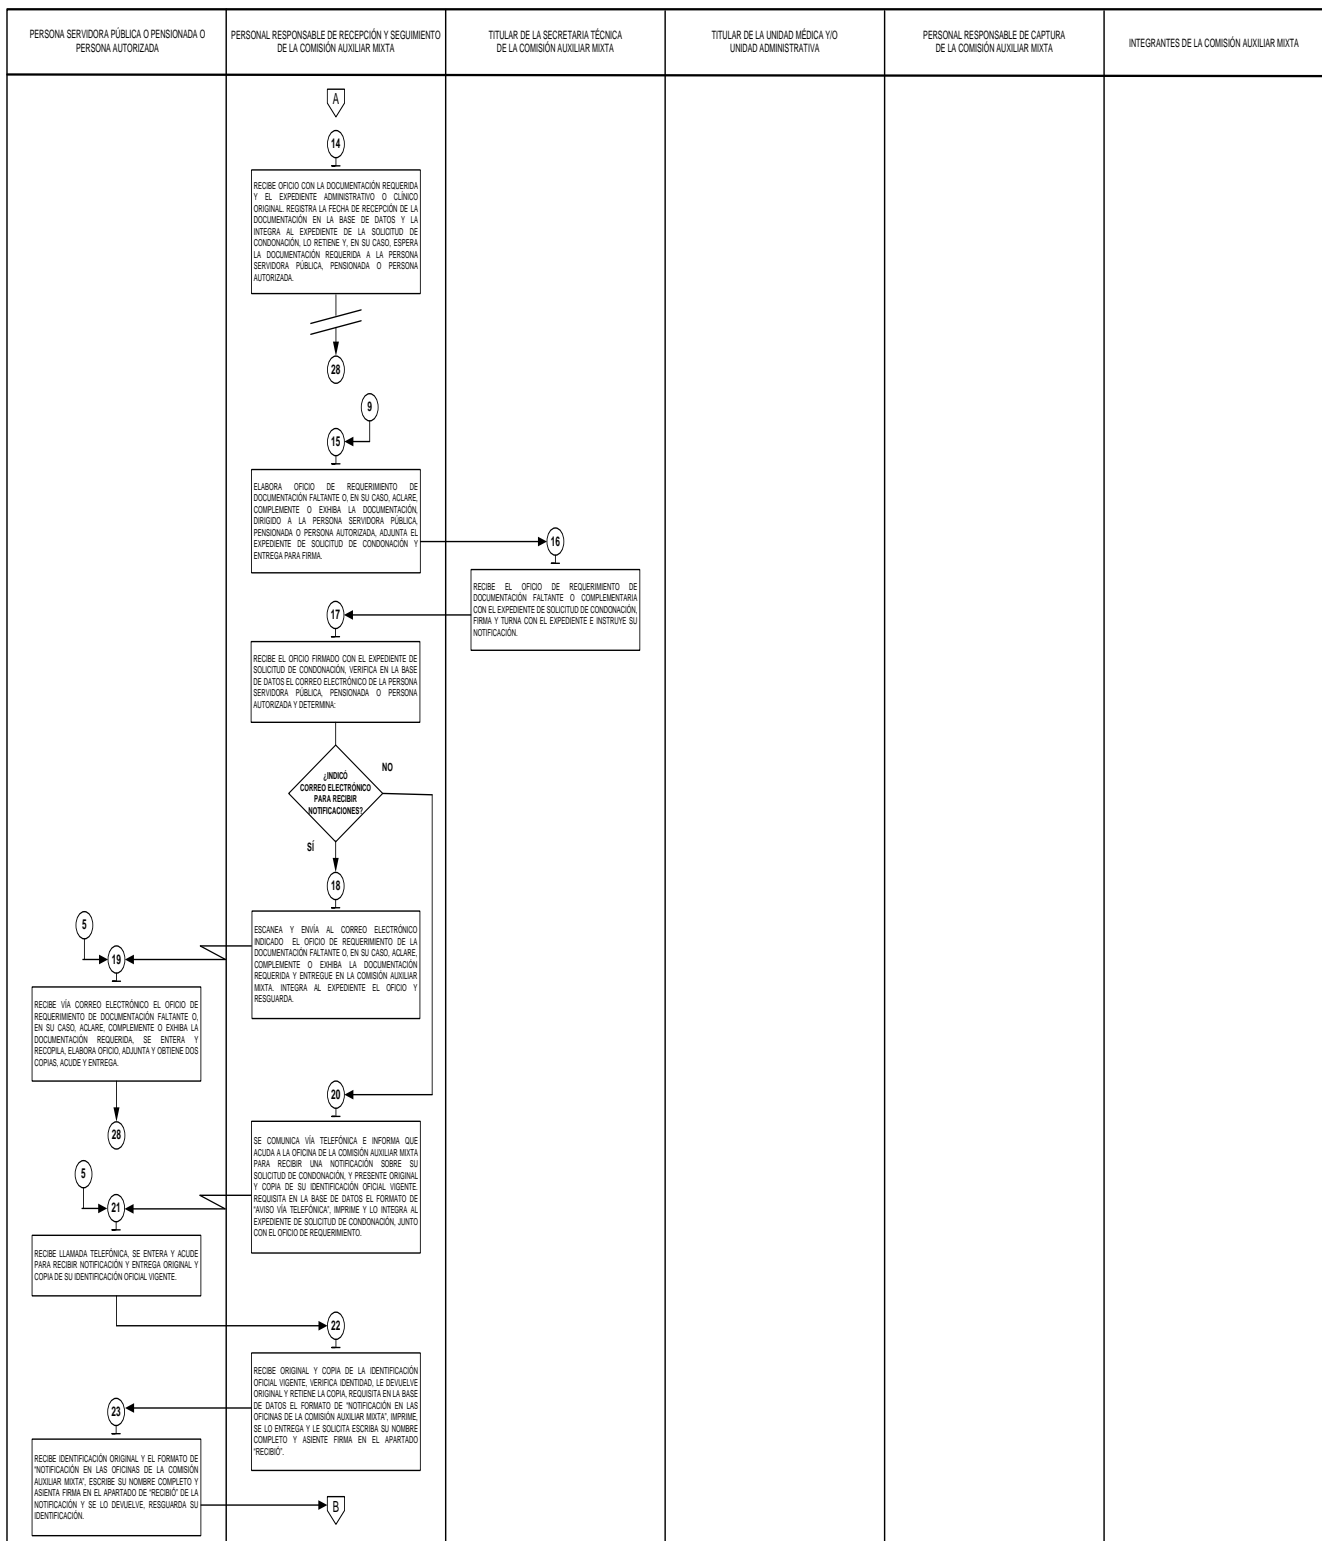 PERSONA SERVIDORA PÚBLICA O PENSIONADA O
PERSONA AUTORIZADA
PERSONAL RESPONSABLE DE RECEPCIÓN Y SEGUIMIENTO
DE LA COMISIÓN AUXILIAR MIXTA
TITULAR DE LA SECRETARIA TÉCNICA
DE LA COMISIÓN AUXILIAR MIXTA
TITULAR DE LA UNIDAD MÉDICA Y/O
UNIDAD ADMINISTRATIVA
PERSONAL RESPONSABLE DE CAPTURA
DE LA COMISIÓN AUXILIAR MIXTA
INTEGRANTES DE LA COMISIÓN AUXILIAR MIXTA
A
14
RECIBE OFICIO CON LA DOCUMENTACIÓN REQUERIDA
Y EL EXPEDIENTE ADMINISTRATIVO O CLÍNICO
ORIGINAL. REGISTRA LA FECHA DE RECEPCIÓN DE LA
DOCUMENTACIÓN EN LA BASE DE DATOS Y LA
INTEGRA AL EXPEDIENTE DE LA SOLICITUD DE
CONDONACIÓN, LO RETIENE Y, EN SU CASO, ESPERA
LA DOCUMENTACIÓN REQUERIDA A LA PERSONA
SERVIDORA PÚBLICA, PENSIONADA O PERSONA
AUTORIZADA.
28
9
15
ELABORA OFICIO DE REQUERIMIENTO DE
DOCUMENTACIÓN FALTANTE O, EN SU CASO, ACLARE,
COMPLEMENTE O EXHIBA LA DOCUMENTACIÓN,
DIRIGIDO A LA PERSONA SERVIDORA PÚBLICA,
PENSIONADA O PERSONA AUTORIZADA, ADJUNTA EL
EXPEDIENTE DE SOLICITUD DE CONDONACIÓN Y
ENTREGA PARA FIRMA.
16
RECIBE EL OFICIO DE REQUERIMIENTO DE
DOCUMENTACIÓN FALTANTE O COMPLEMENTARIA
CON EL EXPEDIENTE DE SOLICITUD DE CONDONACIÓN,
FIRMA Y TURNA CON EL EXPEDIENTE E INSTRUYE SU
NOTIFICACIÓN.
17
RECIBE EL OFICIO FIRMADO CON EL EXPEDIENTE DE
SOLICITUD DE CONDONACIÓN, VERIFICA EN LA BASE
DE DATOS EL CORREO ELECTRÓNICO DE LA PERSONA
SERVIDORA PÚBLICA, PENSIONADA O PERSONA
AUTORIZADA Y DETERMINA:
¿INDICÓ
CORREO ELECTRÓNICO
PARA RECIBIR
NOTIFICACIONES?
NO
SÍ
18
ESCANEA Y ENVÍA AL CORREO ELECTRÓNICO
INDICADO EL OFICIO DE REQUERIMIENTO DE LA
DOCUMENTACIÓN FALTANTE O, EN SU CASO, ACLARE,
COMPLEMENTE O EXHIBA LA DOCUMENTACIÓN
REQUERIDA Y ENTREGUE EN LA COMISIÓN AUXILIAR
MIXTA. INTEGRA AL EXPEDIENTE EL OFICIO Y
RESGUARDA.
5
19
RECIBE VÍA CORREO ELECTRÓNICO EL OFICIO DE
REQUERIMIENTO DE DOCUMENTACIÓN FALTANTE O,
EN SU CASO, ACLARE, COMPLEMENTE O EXHIBA LA
DOCUMENTACIÓN REQUERIDA, SE ENTERA Y
RECOPILA, ELABORA OFICIO, ADJUNTA Y OBTIENE DOS
COPIAS, ACUDE Y ENTREGA.
28
20
SE COMUNICA VÍA TELEFÓNICA E INFORMA QUE
ACUDA A LA OFICINA DE LA COMISIÓN AUXILIAR MIXTA
PARA RECIBIR UNA NOTIFICACIÓN SOBRE SU
SOLICITUD DE CONDONACIÓN, Y PRESENTE ORIGINAL
Y COPIA DE SU IDENTIFICACIÓN OFICIAL VIGENTE.
REQUISITA EN LA BASE DE DATOS EL FORMATO DE
"AVISO VÍA TELEFÓNICA", IMPRIME Y LO INTEGRA AL
EXPEDIENTE DE SOLICITUD DE CONDONACIÓN, JUNTO
CON EL OFICIO DE REQUERIMIENTO.
5
21
RECIBE LLAMADA TELEFÓNICA, SE ENTERA Y ACUDE
PARA RECIBIR NOTIFICACIÓN Y ENTREGA ORIGINAL Y
COPIA DE SU IDENTIFICACIÓN OFICIAL VIGENTE.
22
RECIBE ORIGINAL Y COPIA DE LA IDENTIFICACIÓN
OFICIAL VIGENTE, VERIFICA IDENTIDAD, LE DEVUELVE
ORIGINAL Y RETIENE LA COPIA, REQUISITA EN LA BASE
DE DATOS EL FORMATO DE "NOTIFICACIÓN EN LAS
OFICINAS DE LA COMISIÓN AUXILIAR MIXTA", IMPRIME,
SE LO ENTREGA Y LE SOLICITA ESCRIBA SU NOMBRE
COMPLETO Y ASIENTE FIRMA EN EL APARTADO
"RECIBIÓ".
23
RECIBE IDENTIFICACIÓN ORIGINAL Y EL FORMATO DE
"NOTIFICACIÓN EN LAS OFICINAS DE LA COMISIÓN
AUXILIAR MIXTA", ESCRIBE SU NOMBRE COMPLETO Y
ASIENTA FIRMA EN EL APARTADO DE "RECIBIÓ" DE LA
NOTIFICACIÓN Y SE LO DEVUELVE, RESGUARDA SU
IDENTIFICACIÓN.
B